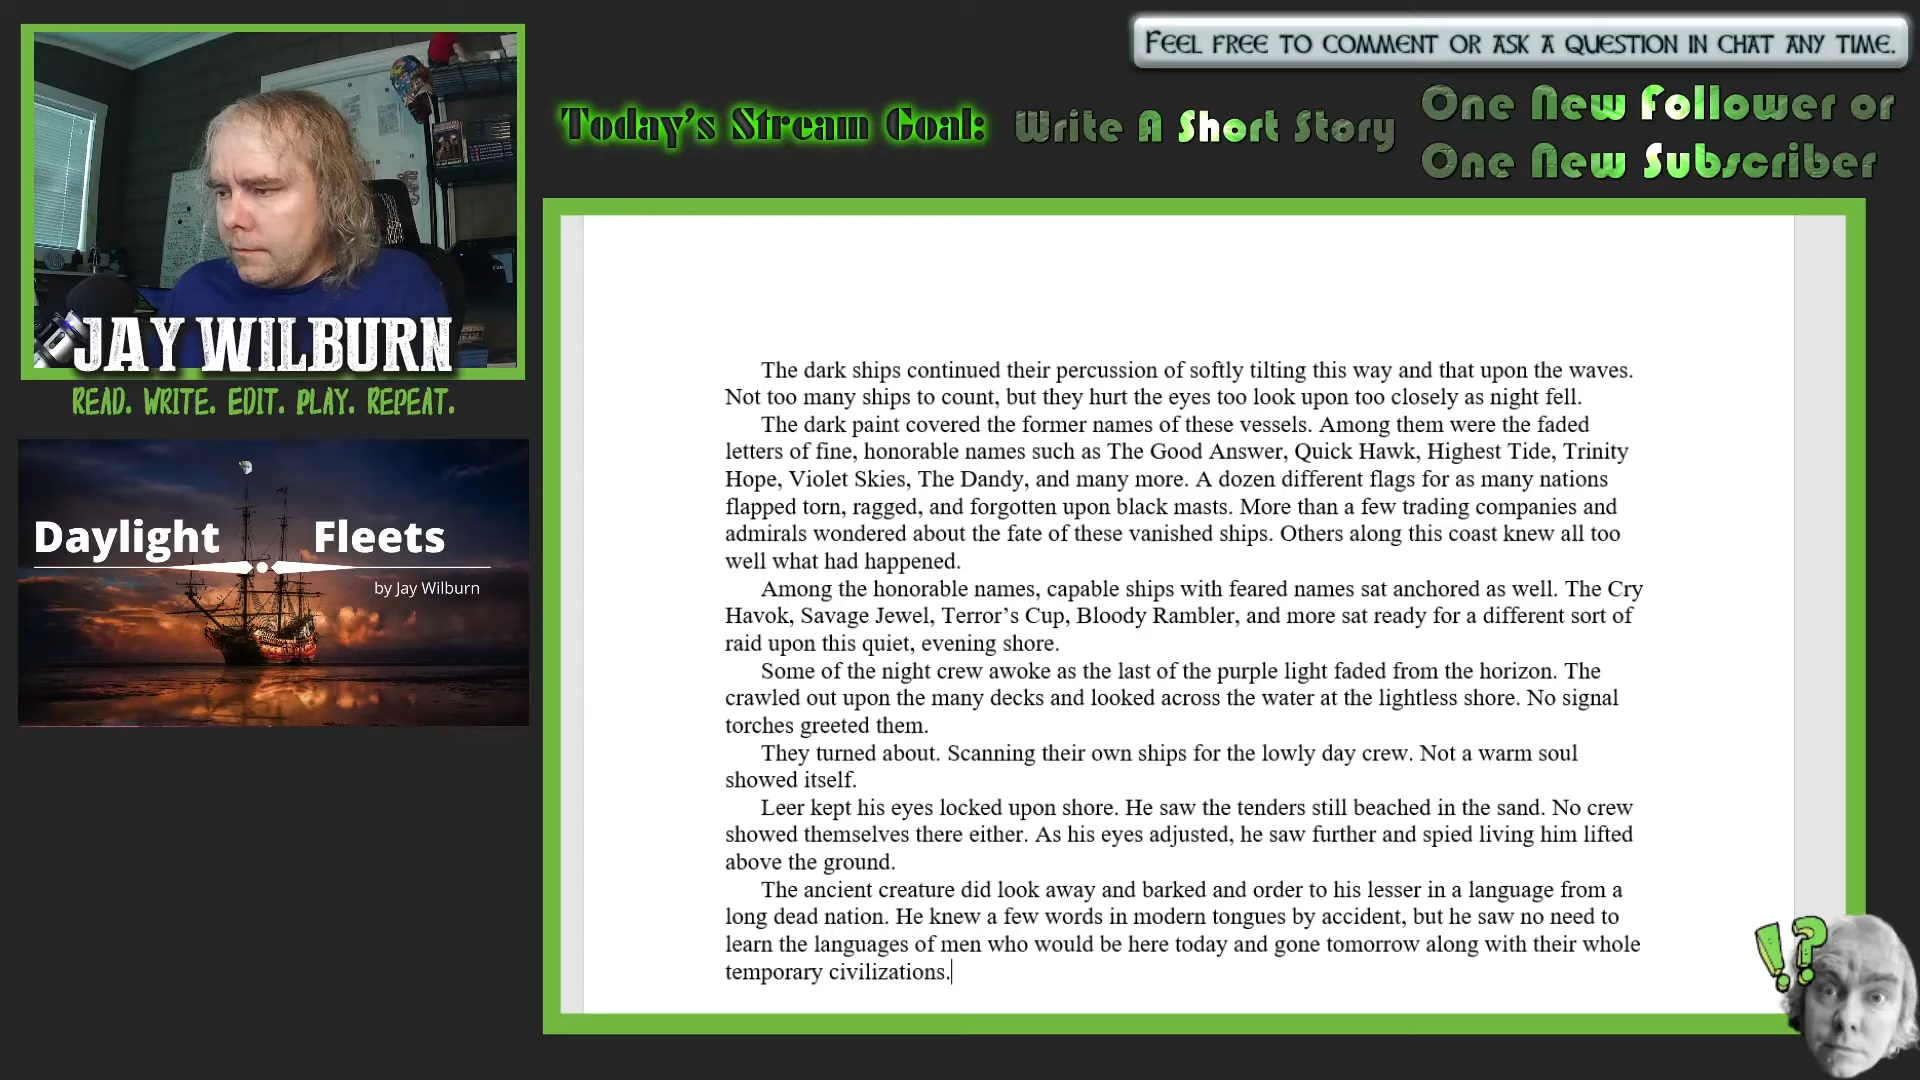 FEEL FREE TO COMMENT OR ASK A QUESTION IN CHAT ANY TIME.
Today's Stream Goal:
Write A Short Story
One New Follower or
One New Subscriber
JAY WILBURN
READ. WRITE. EDIT. PLAY. REPEAT.
Daylight Fleets
by Jay Wilburn
The dark ships continued their percussion of softly tilting this way and that upon the waves.
Not too many ships to count, but they hurt the eyes too look upon too closely as night fell.
The dark paint covered the former names of these vessels. Among them were the faded
letters of fine, honorable names such as The Good Answer, Quick Hawk, Highest Tide, Trinity
Hope, Violet Skies, The Dandy, and many more. A dozen different flags for as many nations
flapped torn, ragged, and forgotten upon black masts. More than a few trading companies and
admirals wondered about the fate of these vanished ships. Others along this coast knew all too
well what had happened.
Among the honorable names, capable ships with feared names sat anchored as well. The Cry
Havok, Savage Jewel, Terror's Cup, Bloody Rambler, and more sat ready for a different sort of
raid upon this quiet, evening shore.
Some of the night crew awoke as the last of the purple light faded from the horizon. The
crawled out upon the many decks and looked across the water at the lightless shore. No signal
torches greeted them.
They turned about. Scanning their own ships for the lowly day crew. Not a warm soul
showed itself.
Leer kept his eyes locked upon shore. He saw the tenders still beached in the sand. No crew
showed themselves there either. As his eyes adjusted, he saw further and spied living him lifted
above the ground.
The ancient creature did look away and barked and order to his lesser in a language from a
long dead nation. He knew a few words in modern tongues by accident, but he saw no need to
learn the languages of men who would be here today and gone tomorrow along with their whole
temporary civilizations.
!?